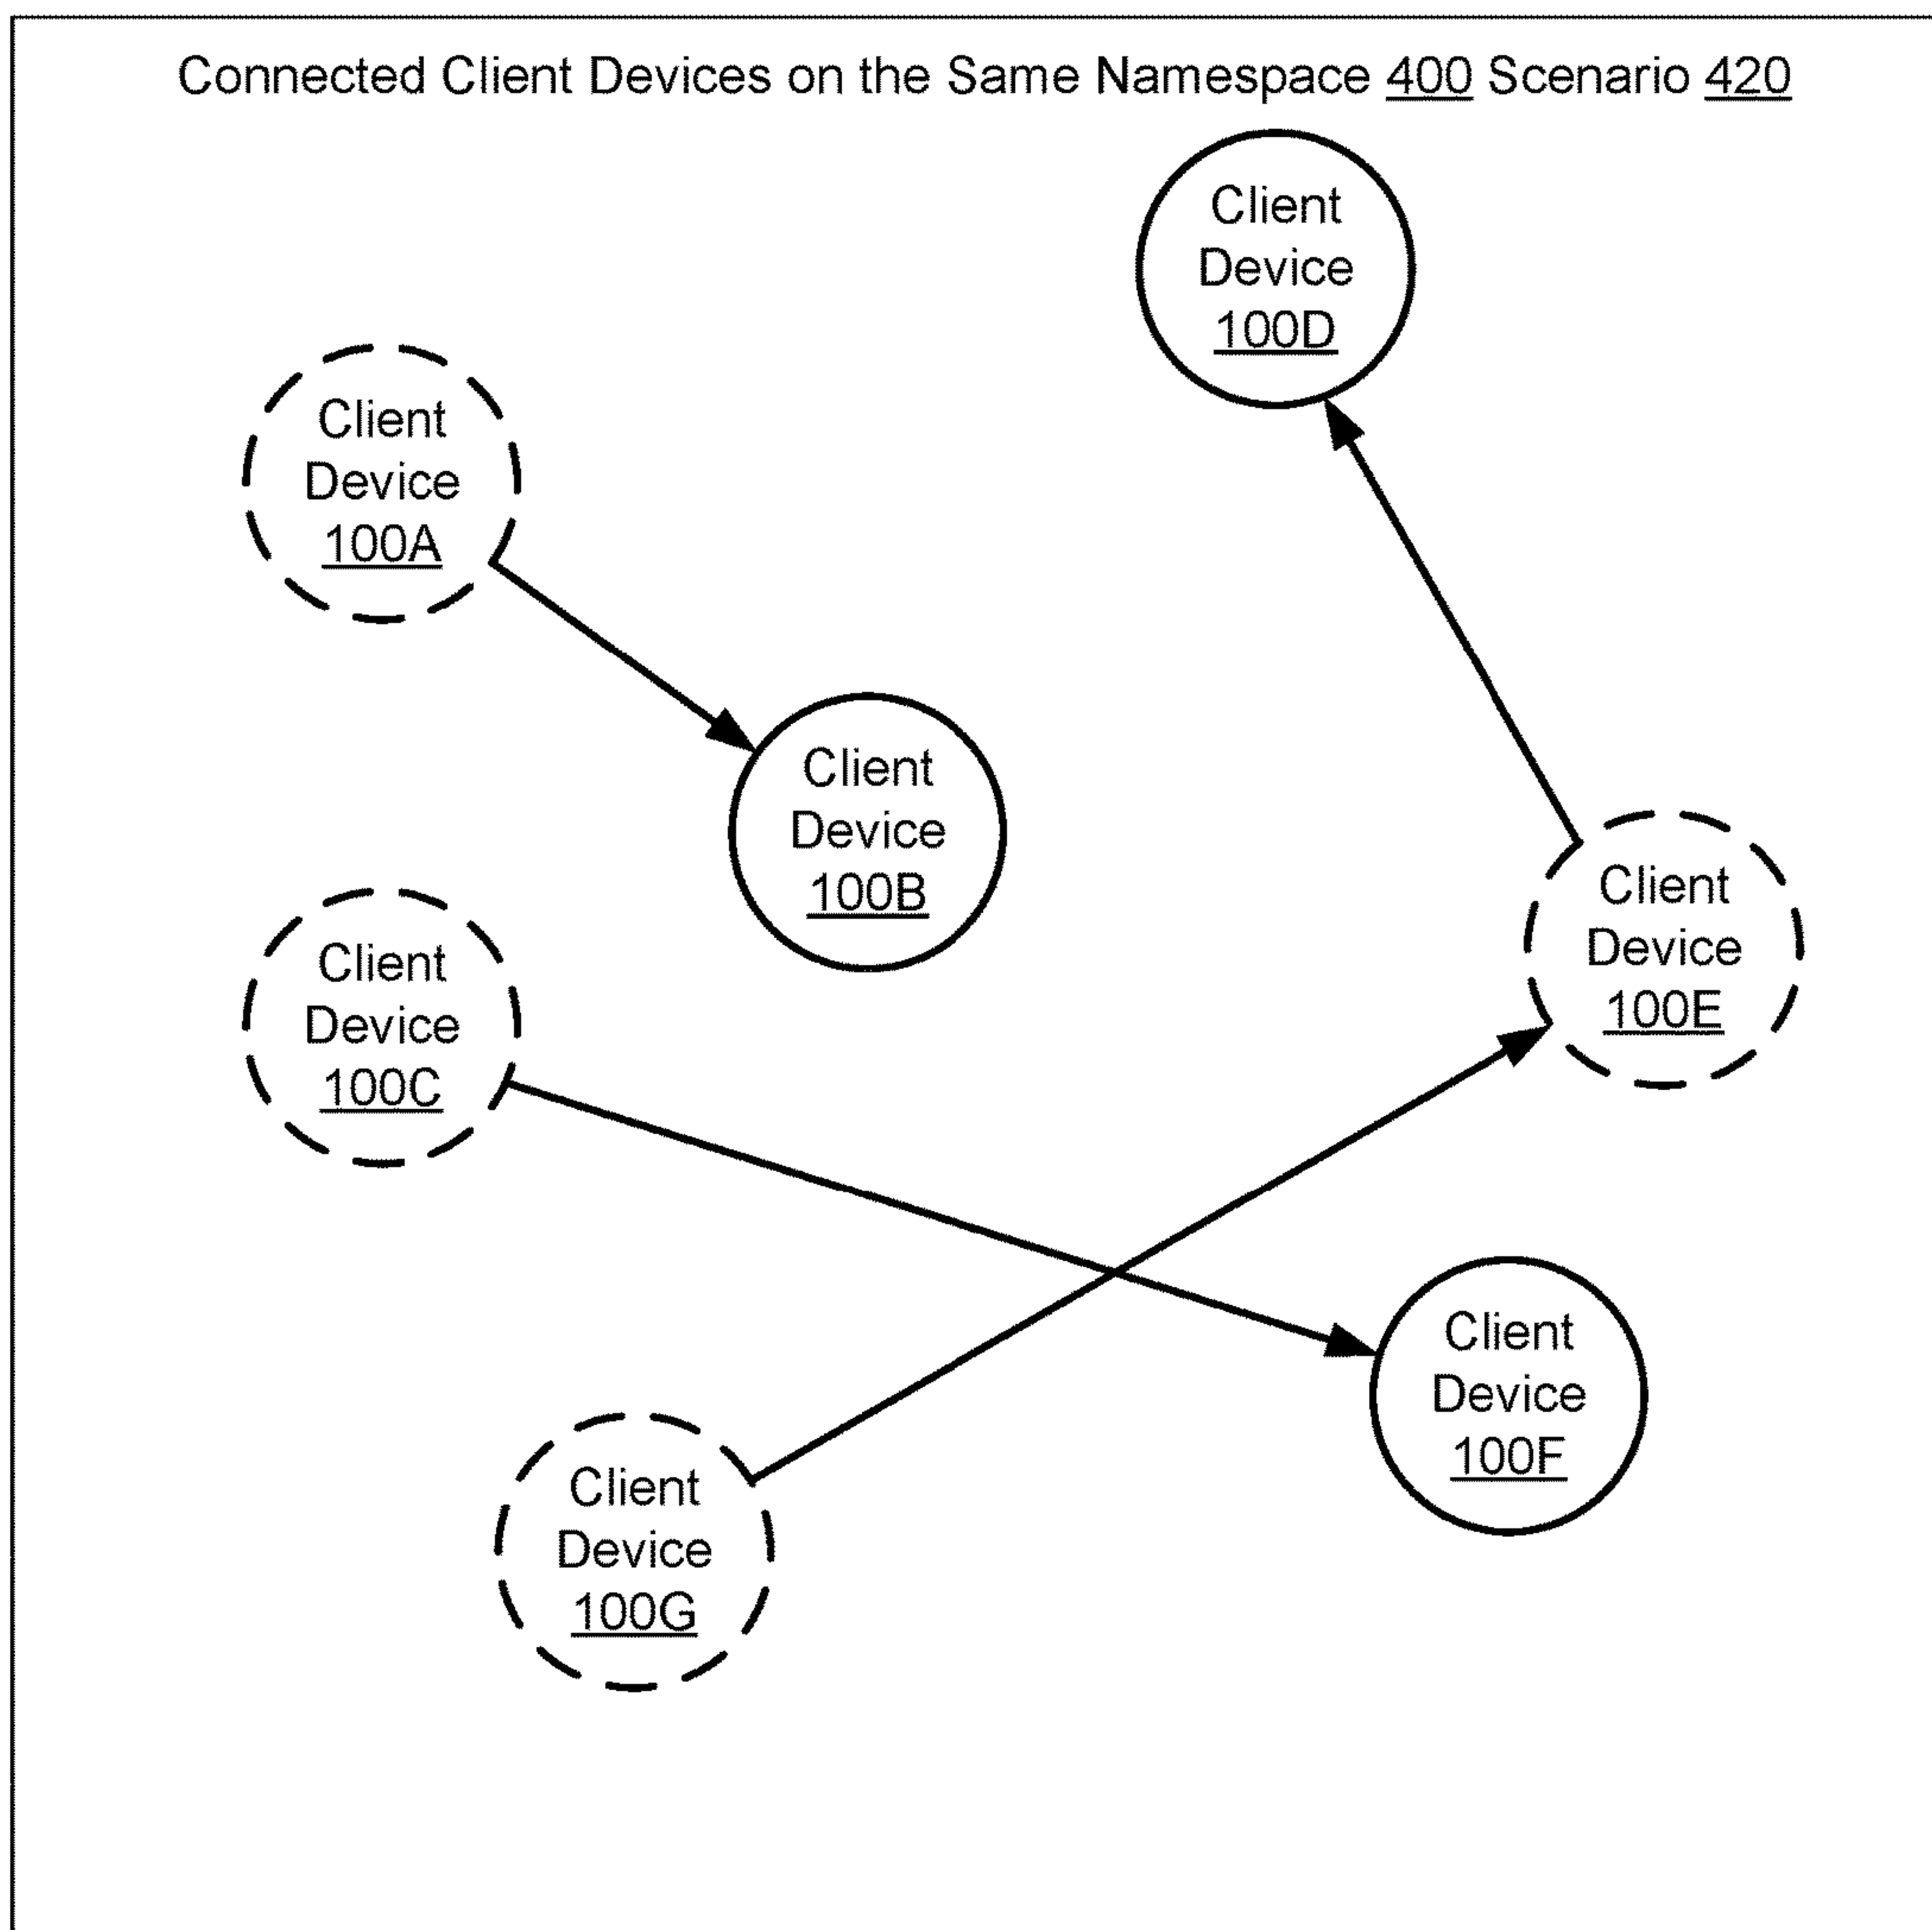 Connected Client Devices on the Same Namespace 400 Scenario 420
Client
Device
100D
Client
Device
100A
Client
Device
100B
Client
Device
100E
Client
Device
100C
Client
Device
100F
Client
Device
100G